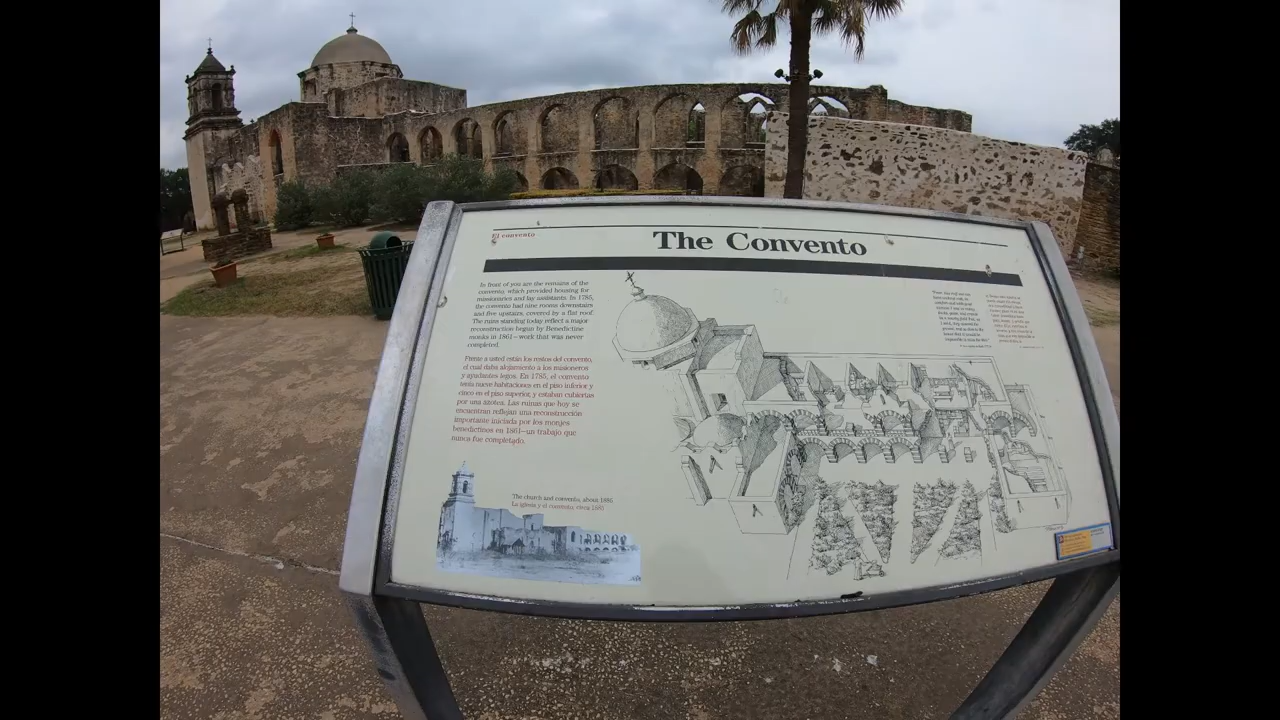 El convento
The Convento
In front of you are the remains of the
convento, which provided housing for
missionaries and lay assistants. In 1785,
the convento had nine rooms downstairs
and five upstairs, covered by a flat roof.
The ruins standing today reflect a major
reconstruction begun by Benedictine
monks in 1861—work that was never
completed.
Frente a usted están los restos del convento,
el cual daba alojamiento a los misioneros
y ayudantes legos. En 1785, el convento
tenía nueve habitaciones en el piso inferior y
cinco en el piso superior, y estaban cubiertas
por una azotea. Las ruinas que hoy se
encuentran reflejan una reconstrucción
importante iniciada por los monjes
benedictinos en 1861—un trabajo que
nunca fue completado.
The church and convento, about 1885
La iglesia y el convento, circa 1885